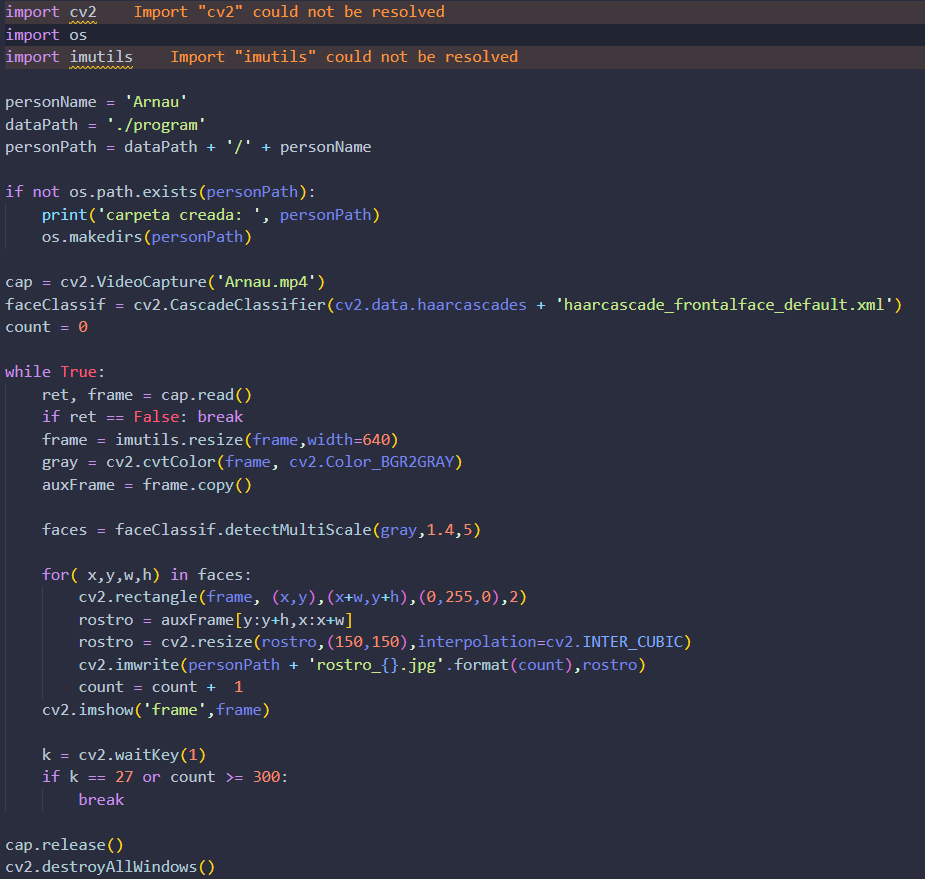 import cv2    Import "cv2" could not be resolved
import os
import imutils    Import "imutils" could not be resolved

personName = 'Arnau'
dataPath = './program'
personPath = dataPath + '/' + personName

if not os.path.exists(personPath):
    print('carpeta creada: ', personPath)
    os.makedirs(personPath)

cap = cv2.VideoCapture('Arnau.mp4')
faceClassif = cv2.CascadeClassifier(cv2.data.haarcascades + 'haarcascade_frontalface_default.xml')
count = 0

while True:
    ret, frame = cap.read()
    if ret == False: break
    frame = imutils.resize(frame,width=640)
    gray = cv2.cvtColor(frame, cv2.Color_BGR2GRAY)
    auxFrame = frame.copy()

    faces = faceClassif.detectMultiScale(gray,1.4,5)

    for( x,y,w,h) in faces:
        cv2.rectangle(frame, (x,y),(x+w,y+h),(0,255,0),2)
        rostro = auxFrame[y:y+h,x:x+w]
        rostro = cv2.resize(rostro,(150,150),interpolation=cv2.INTER_CUBIC)
        cv2.imwrite(personPath + 'rostro_{}.jpg'.format(count),rostro)
        count = count +  1
    cv2.imshow('frame',frame)

    k = cv2.waitKey(1)
    if k == 27 or count >= 300:
        break

cap.release()
cv2.destroyAllWindows()